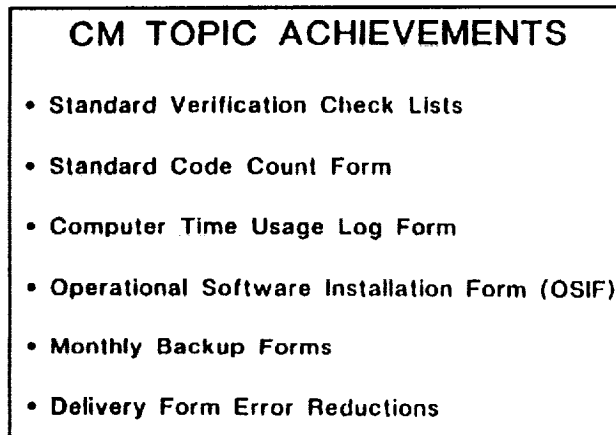 CM TOPIC ACHIEVEMENTS
• Standard Verification Check Lists
• Standard Code Count Form
• Computer Time Usage Log Form
• Operational Software Installation Form (OSIF)
• Monthly Backup Forms
• Delivery Form Error Reductions